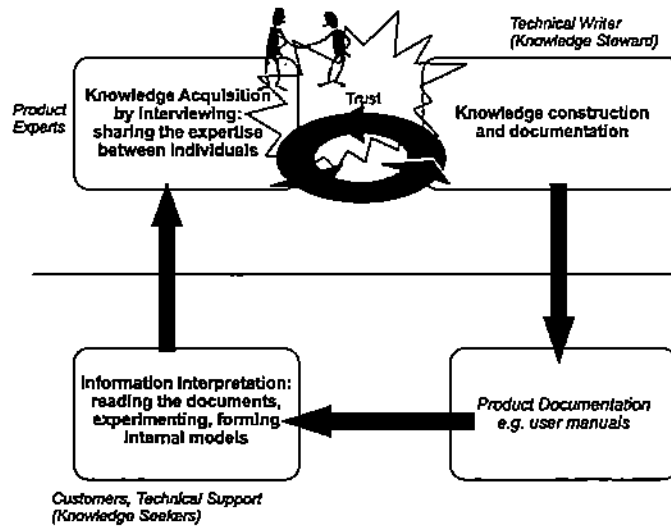 Technical Writer
(Knowledge Steward)
Product
Experts
Knowledge Acquisition
by Interviewing:
sharing the expertise
between individuals
Trust
Knowledge construction
and documentation
Information Interpretation:
reading the documents,
experimenting, forming
internal models
Product Documentation
e.g. user manuals
Customers, Technical Support
(Knowledge Seekers)